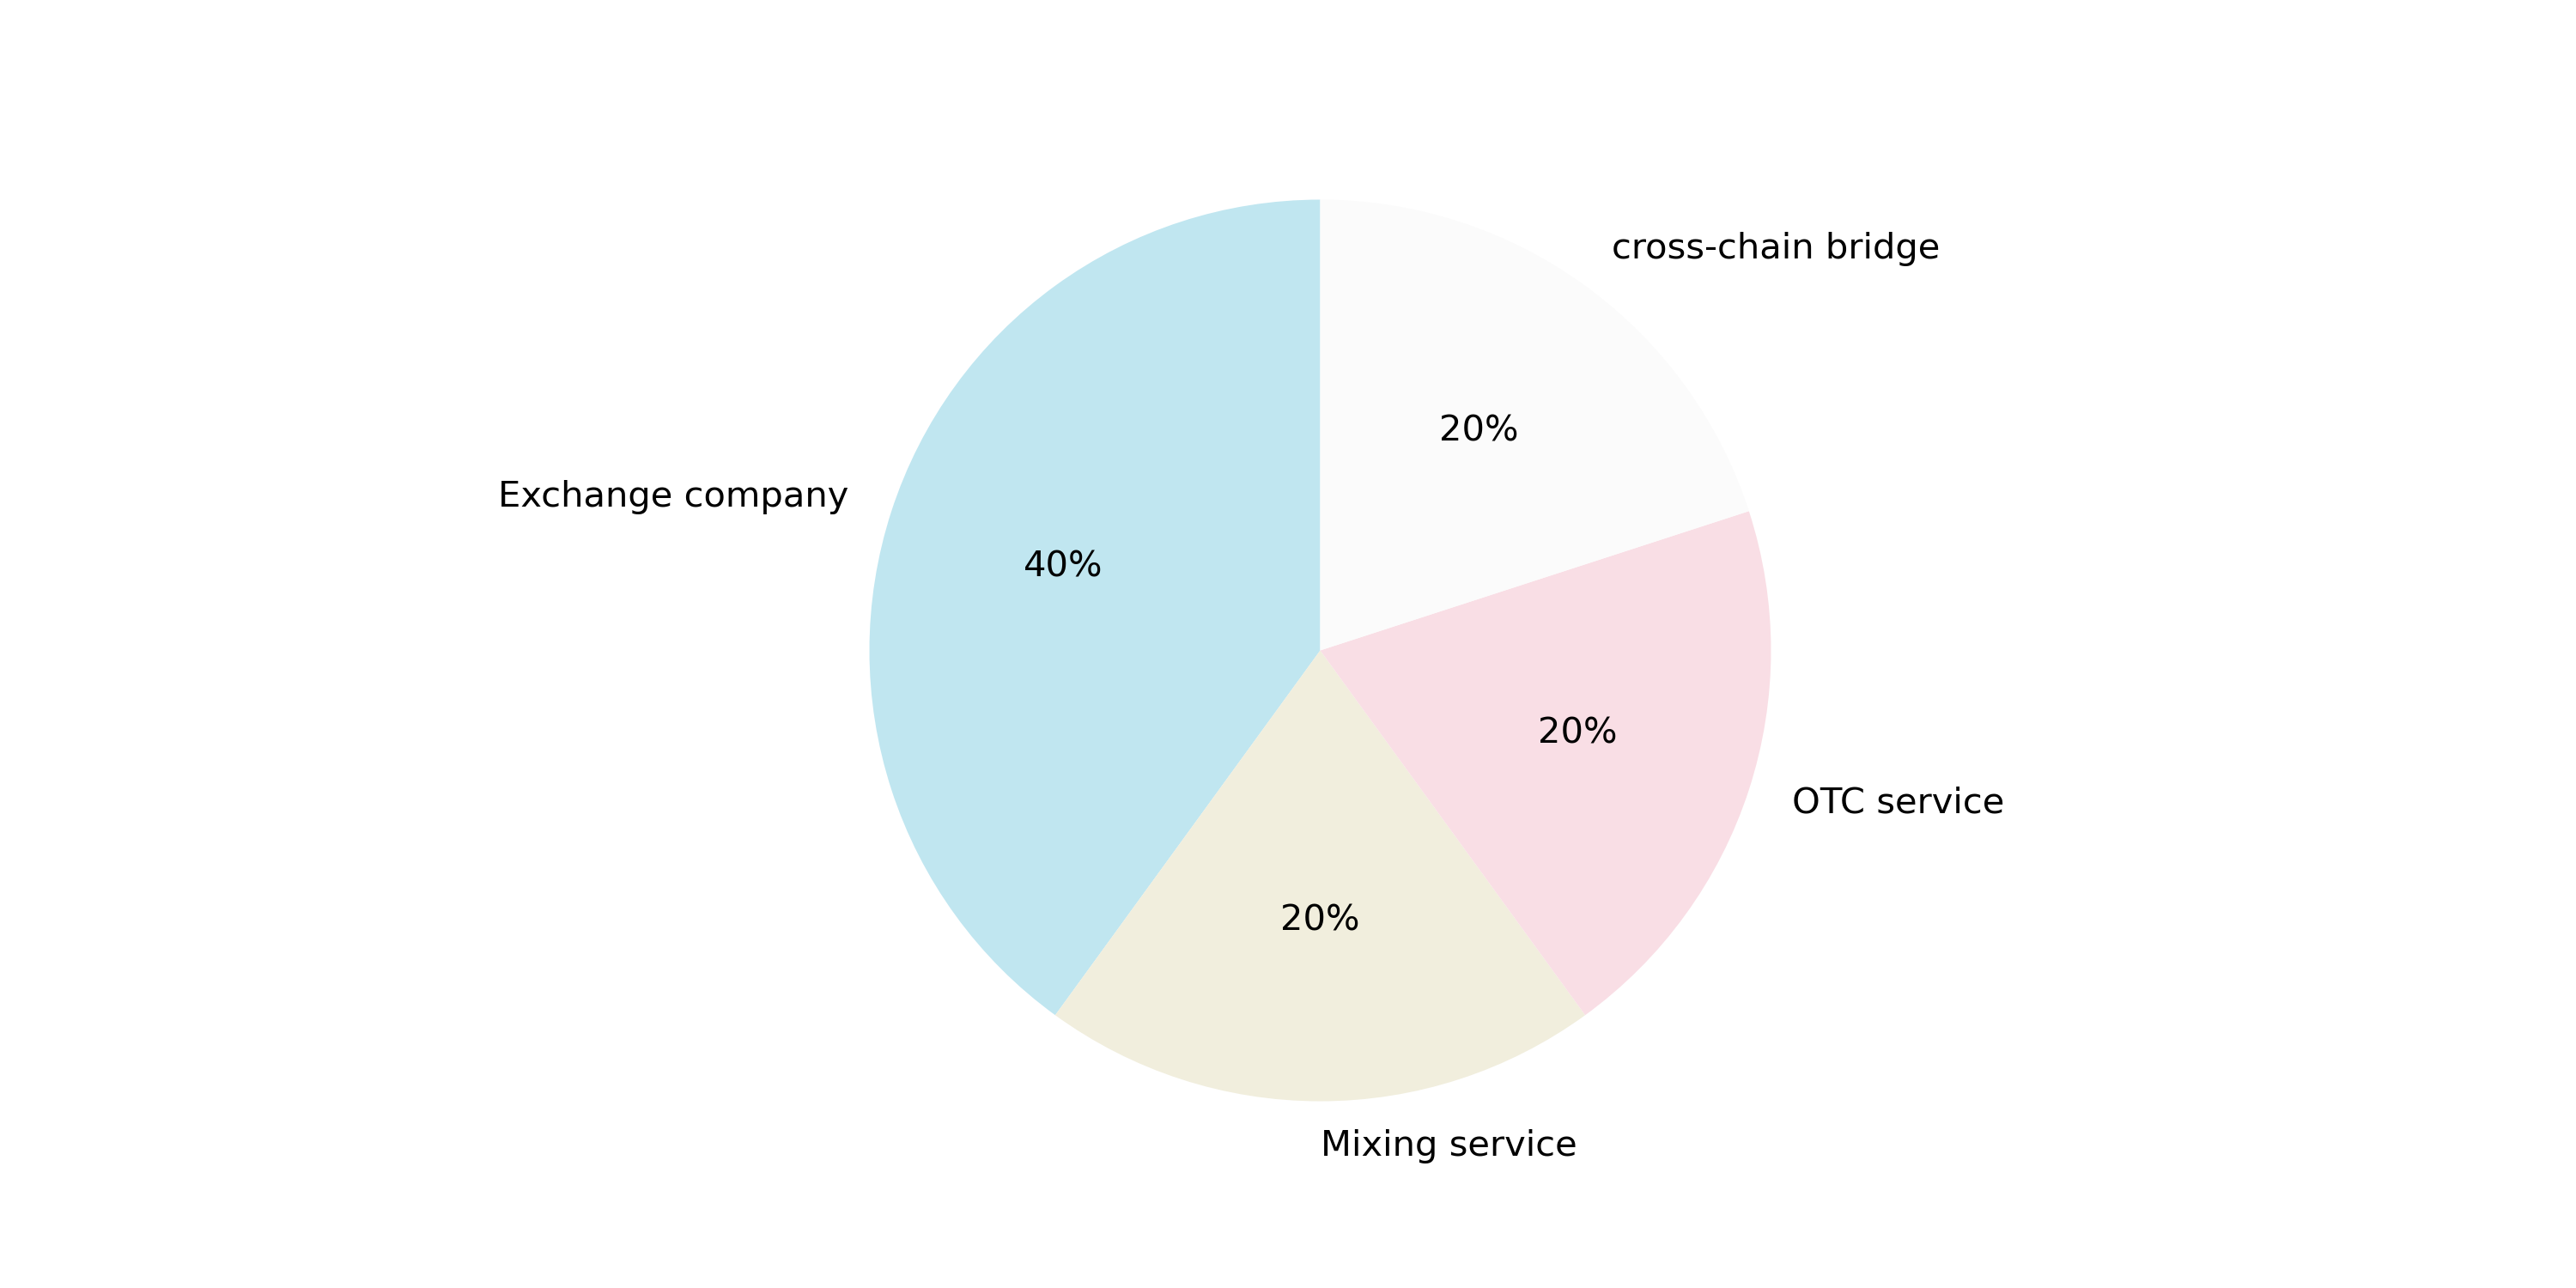 cross-chain bridge
20%
Exchange company
40%
20%
OTC service
20%
Mixing service